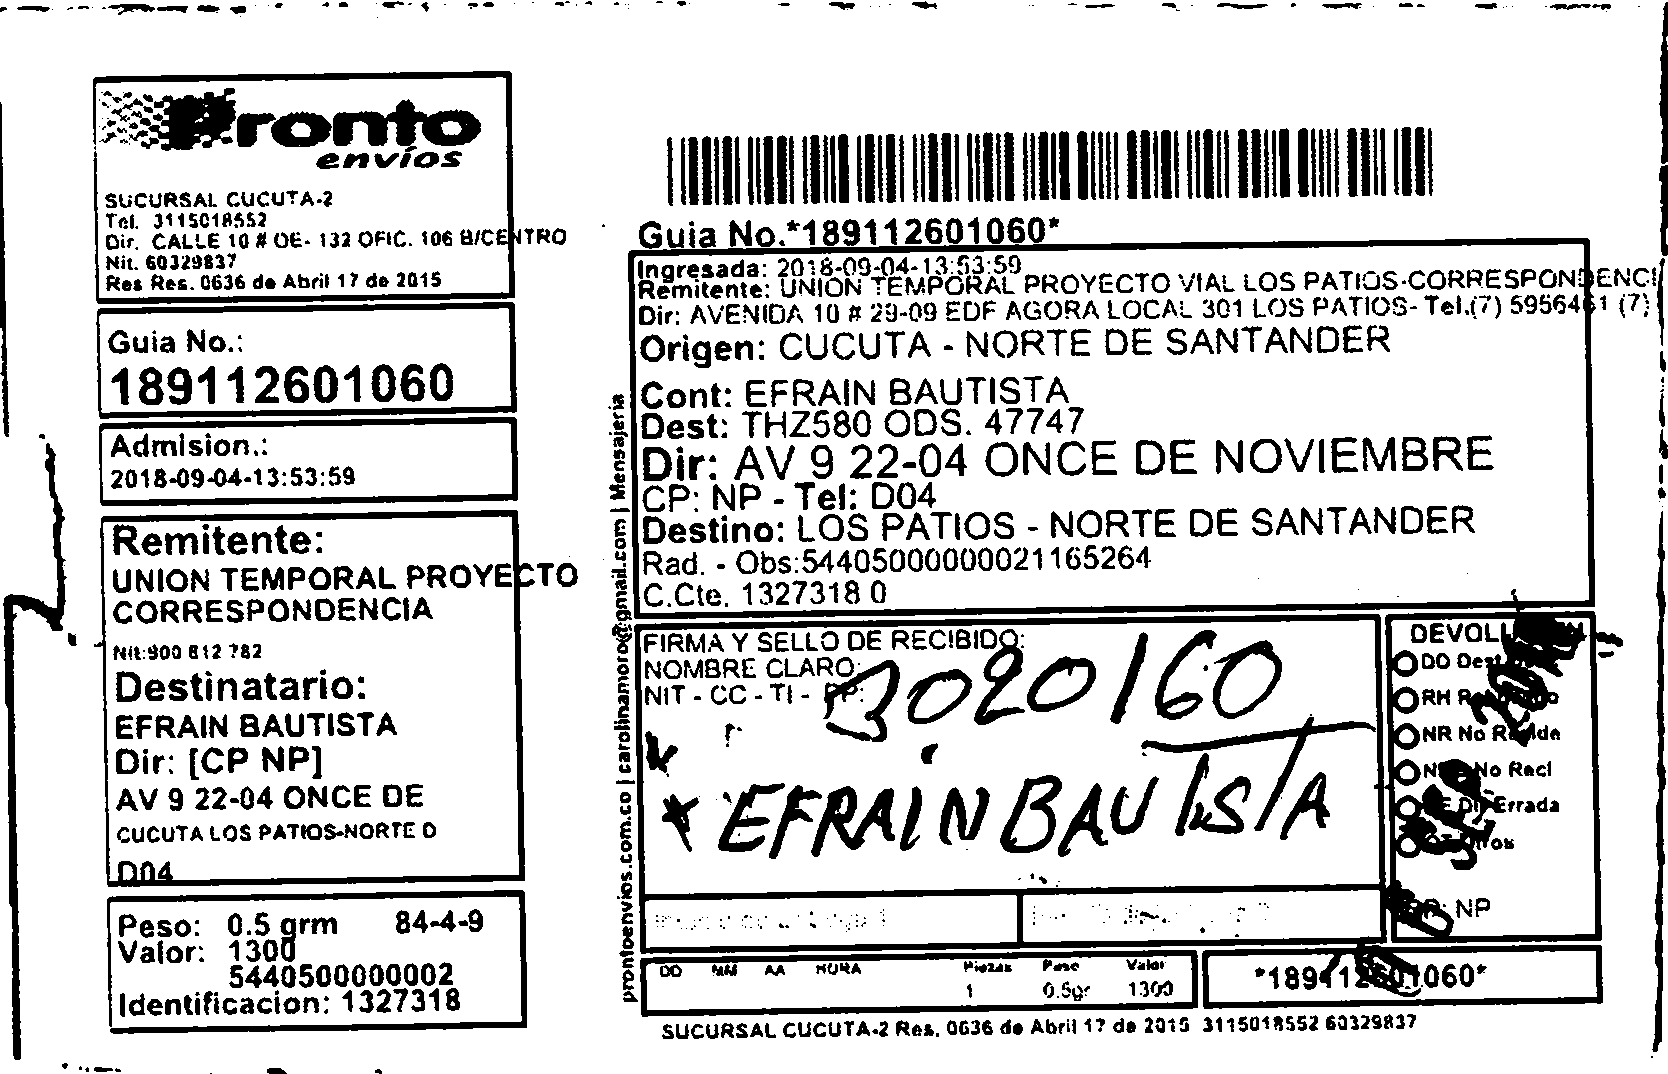 Pronto
envíos
SUCURSAL CUCUTA-2
Tel. 3115018552
Dir. CALLE 10 # OE- 132 OFIC. 106 B/CENTRO
Nit. 60329837
Res Res. 0636 de Abril 17 de 2015
Guia No.:
189112601060
Admision.:
2018-09-04-13:53:59
Remitente:
UNION TEMPORAL PROYECTO
CORRESPONDENCIA
Nit:900 812 782
Destinatario:
EFRAIN BAUTISTA
Dir: [CP NP]
AV 9 22-04 ONCE DE
CUCUTA LOS PATIOS-NORTE D
D04
Peso: 0.5 grm 84-4-9
Valor: 1300
5440500000002
Identificacion: 1327318
prontoenvios.com.co | carolinamoro@gmail.com | Mensajeria
Guia No.*189112601060*
Ingresada: 2018-09-04-13:53:59
Remitente: UNION TEMPORAL PROYECTO VIAL LOS PATIOS-CORRESPONDENCI
Dir: AVENIDA 10 # 29-09 EDF AGORA LOCAL 301 LOS PATIOS- Tel.(7) 5956461 (7)
Origen: CUCUTA - NORTE DE SANTANDER
Cont: EFRAIN BAUTISTA
Dest: THZ580 ODS. 47747
Dir: AV 9 22-04 ONCE DE NOVIEMBRE
CP: NP - Tel: D04
Destino: LOS PATIOS - NORTE DE SANTANDER
Rad. - Obs:54405000000021165264
C.Cte. 1327318 0
FIRMA Y SELLO DE RECIBIDO:
NOMBRE CLARO:
NIT - CC - TI - PP:
3020160
EFRAIN BAUTISTA
DO
RH
NR No Reside
No Reci
Dir Errada
Otros
NP
DD MM AA HORA Piezas Peso Valor
1 0.5gr 1300
*189112601060*
SUCURSAL CUCUTA-2 Res. 0636 de Abril 17 de 2015 3115018552 60329837